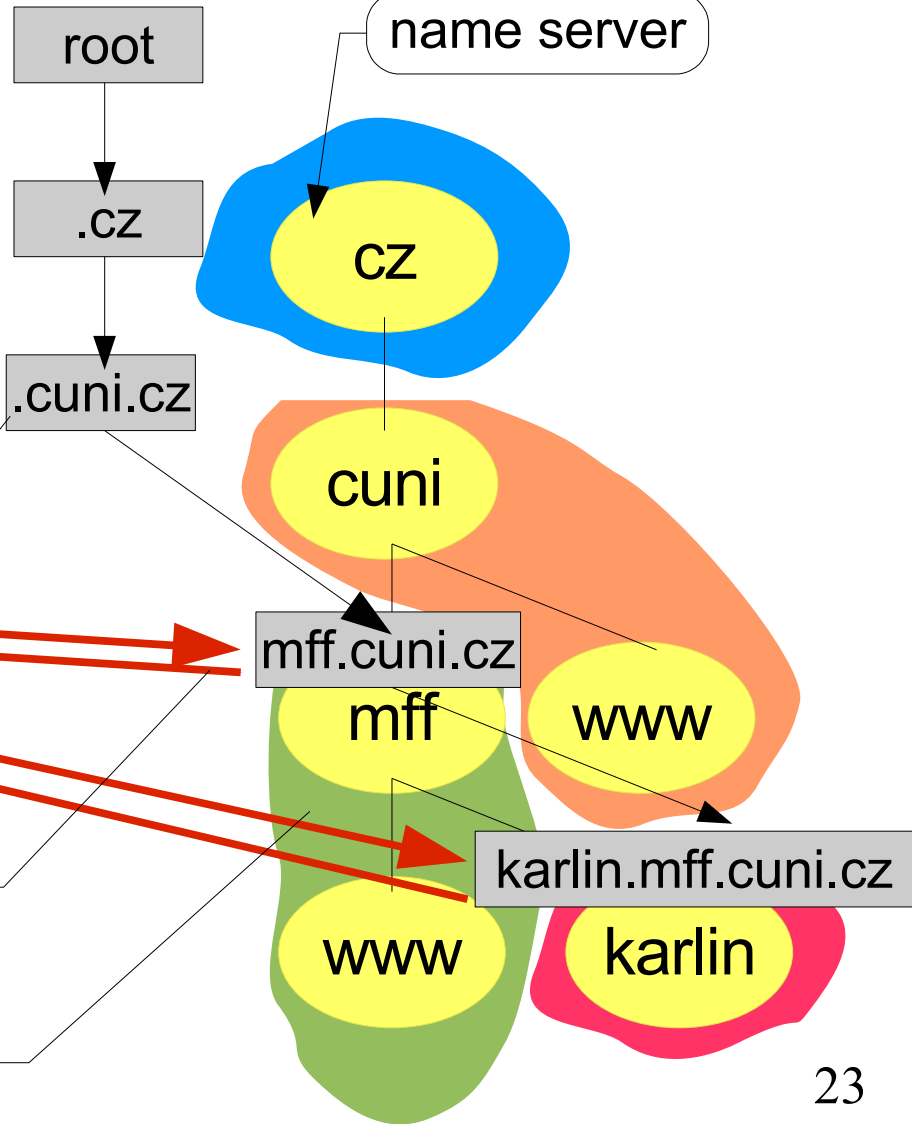 name server
root
.cz
cz
.cuni.cz
cuni
mff.cuni.cz
mff
www
karlin.mff.cuni.cz
www
karlin
23